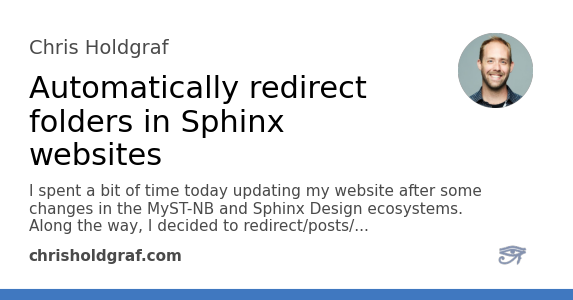 Chris Holdgraf
Automatically redirect
folders in Sphinx
websites
I spent a bit of time today updating my website after some
changes in the MyST-NB and Sphinx Design ecosystems.
Along the way, I decided to redirect/posts/...
chrisholdgraf.com